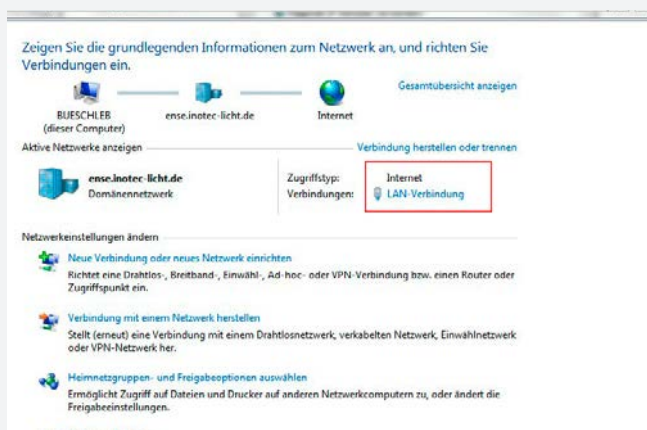 Zeigen Sie die grundlegenden Informationen zum Netzwerk an, und richten Sie
Verbindungen ein.
Gesamtübersicht anzeigen
BUESCHLEB
(dieser Computer)
ense.inotec-licht.de
Internet
Aktive Netzwerke anzeigen
Verbindung herstellen oder trennen
ense.inotec-licht.de
Domänennetzwerk
Zugriffstyp: Internet
Verbindungen: LAN-Verbindung
Netzwerkeinstellungen ändern
Neue Verbindung oder neues Netzwerk einrichten
Richtet eine Drahtlos-, Breitband-, Einwähl-, Ad-hoc- oder VPN-Verbindung bzw. einen Router oder
Zugriffspunkt ein.
Verbindung mit einem Netzwerk herstellen
Stellt (erneut) eine Verbindung mit einem Drahtlosnetzwerk, verkabelten Netzwerk, Einwählnetzwerk
oder VPN-Netzwerk her.
Heimnetzgruppen- und Freigabeoptionen auswählen
Ermöglicht Zugriff auf Dateien und Drucker auf anderen Netzwerkcomputern zu, oder ändert die
Freigabeeinstellungen.